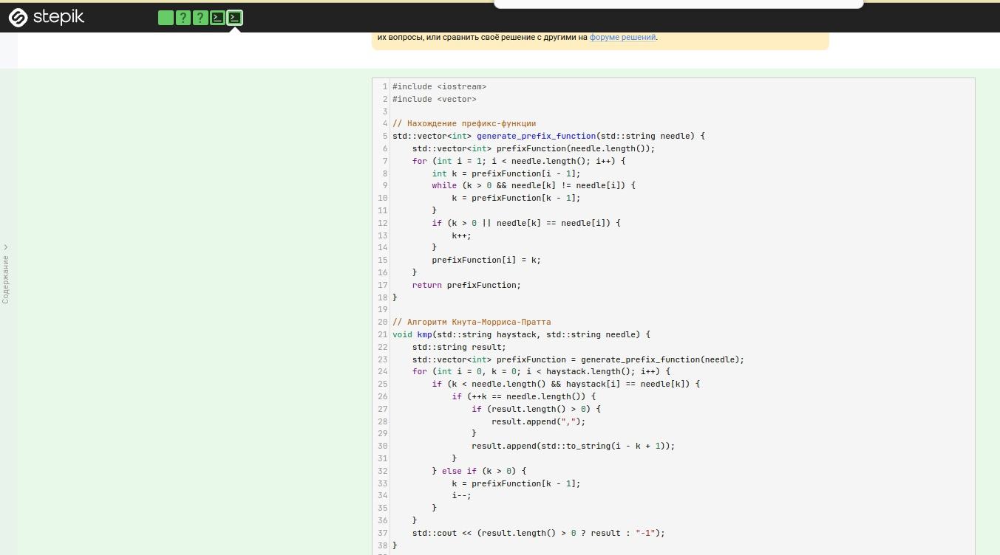 stepik
? ?
их вопросы, или сравнить своё решение с другими на форуме решений.
Содержание
1 #include <iostream>
2 #include <vector>
3
4 // Нахождение префикс-функции
5 std::vector<int> generate_prefix_function(std::string needle) {
6     std::vector<int> prefixFunction(needle.length());
7     for (int i = 1; i < needle.length(); i++) {
8         int k = prefixFunction[i - 1];
9         while (k > 0 && needle[k] != needle[i]) {
10             k = prefixFunction[k - 1];
11         }
12         if (k > 0 || needle[k] == needle[i]) {
13             k++;
14         }
15         prefixFunction[i] = k;
16     }
17     return prefixFunction;
18 }
19
20 // Алгоритм Кнута-Морриса-Пратта
21 void kmp(std::string haystack, std::string needle) {
22     std::string result;
23     std::vector<int> prefixFunction = generate_prefix_function(needle);
24     for (int i = 0, k = 0; i < haystack.length(); i++) {
25         if (k < needle.length() && haystack[i] == needle[k]) {
26             if (++k == needle.length()) {
27                 if (result.length() > 0) {
28                     result.append(",");
29                 }
30                 result.append(std::to_string(i - k + 1));
31             }
32         } else if (k > 0) {
33             k = prefixFunction[k - 1];
34             i--;
35         }
36     }
37     std::cout << (result.length() > 0 ? result : "-1");
38 }